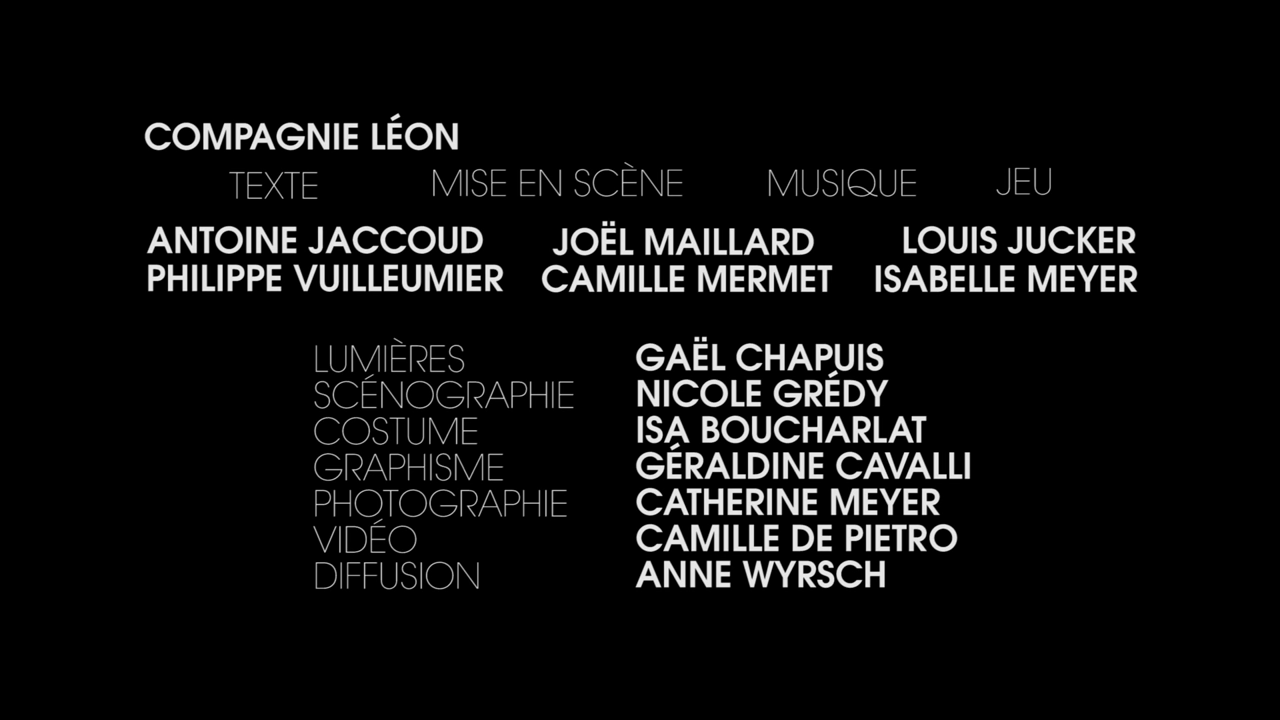 COMPAGNIE LÉON
TEXTE MISE EN SCÈNE MUSIQUE JEU
ANTOINE JACCOUD JOËL MAILLARD LOUIS JUCKER
PHILIPPE VUILLEUMIER CAMILLE MERMET ISABELLE MEYER
LUMIÈRES GAËL CHAPUIS
SCÉNOGRAPHIE NICOLE GRÉDY
COSTUME ISA BOUCHARLAT
GRAPHISME GÉRALDINE CAVALLI
PHOTOGRAPHIE CATHERINE MEYER
VIDÉO CAMILLE DE PIETRO
DIFFUSION ANNE WYRSCH